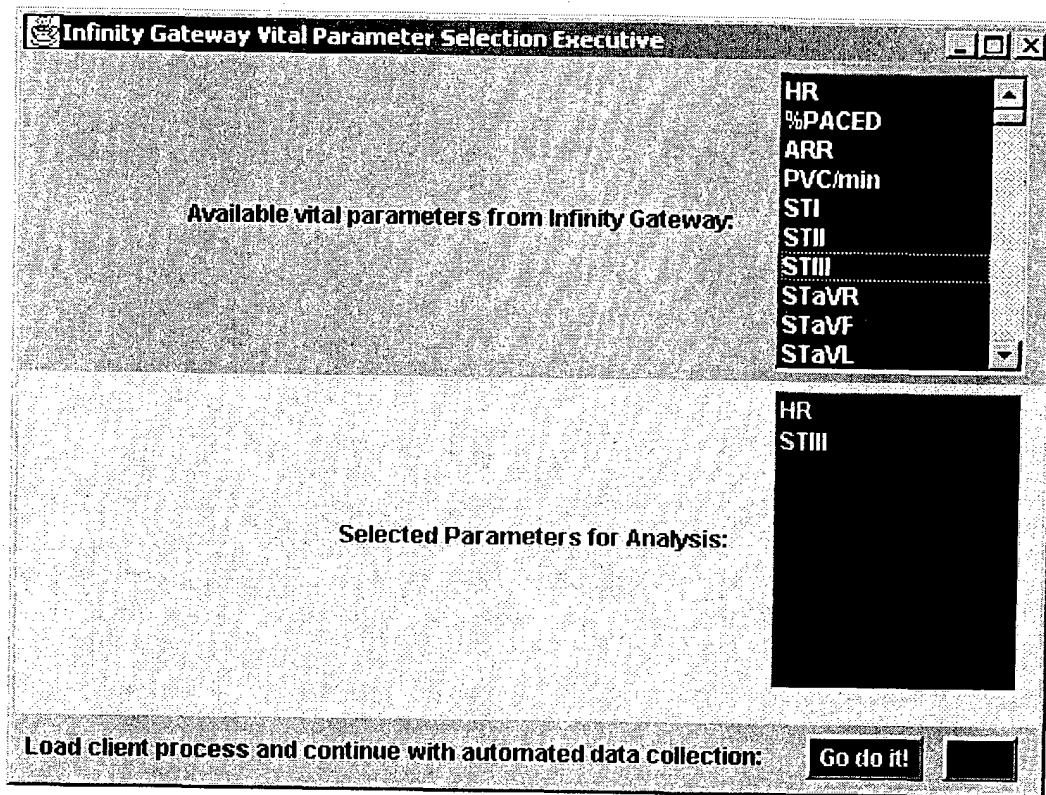 Infinity Gateway Vital Parameter Selection Executive
Available vital parameters from Infinity Gateway:
HR
%PACED
ARR
PVC/min
STI
STII
STIII
STaVR
STaVF
STaVL
Selected Parameters for Analysis:
HR
STIII
Load client process and continue with automated data collection:
Go do it!